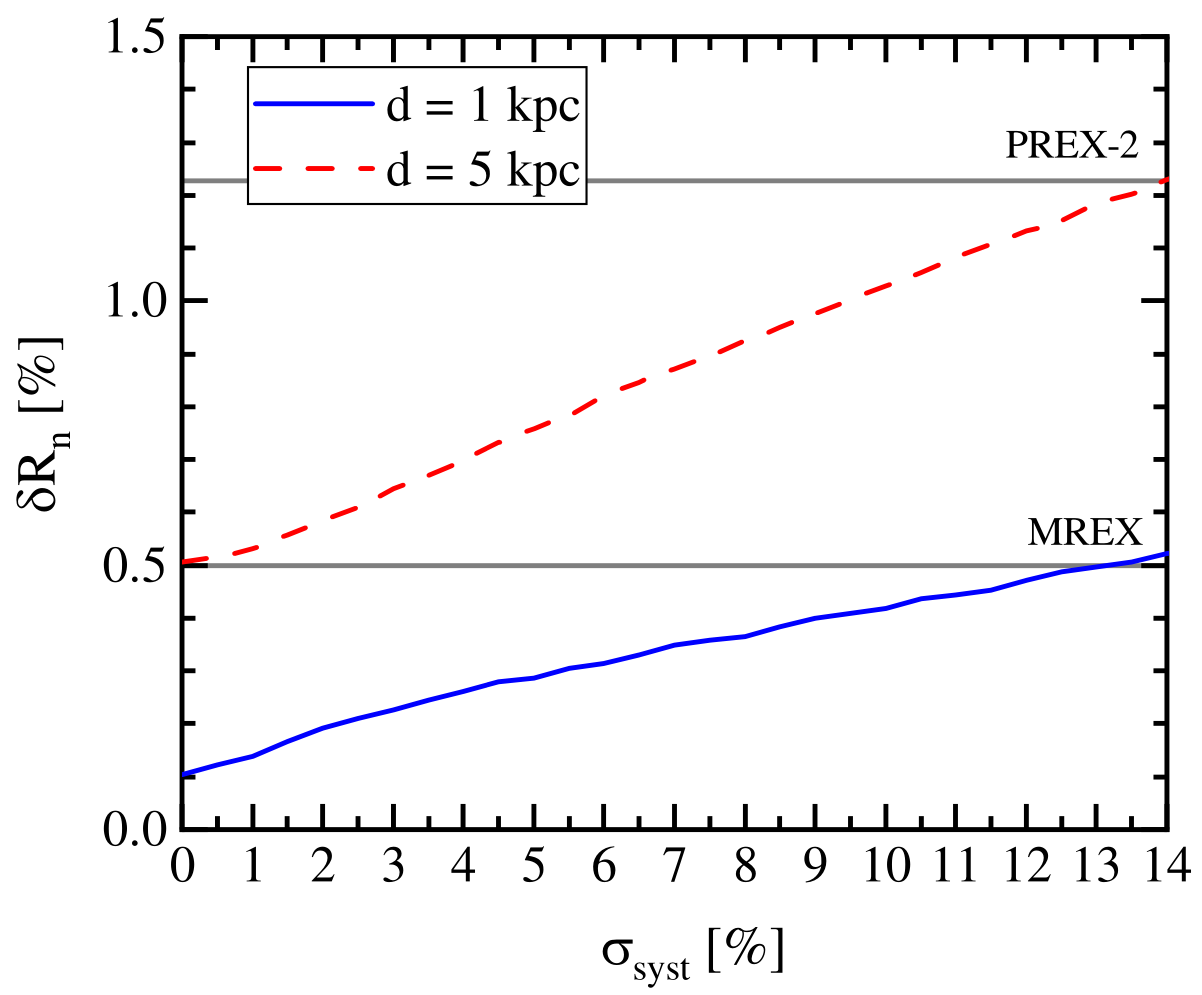 1.5
d = 1 kpc
d = 5 kpc
PREX-2
1.0
δRn [%]
MREX
0.5
0.0
0 1 2 3 4 5 6 7 8 9 10 11 12 13 14
σsyst [%]